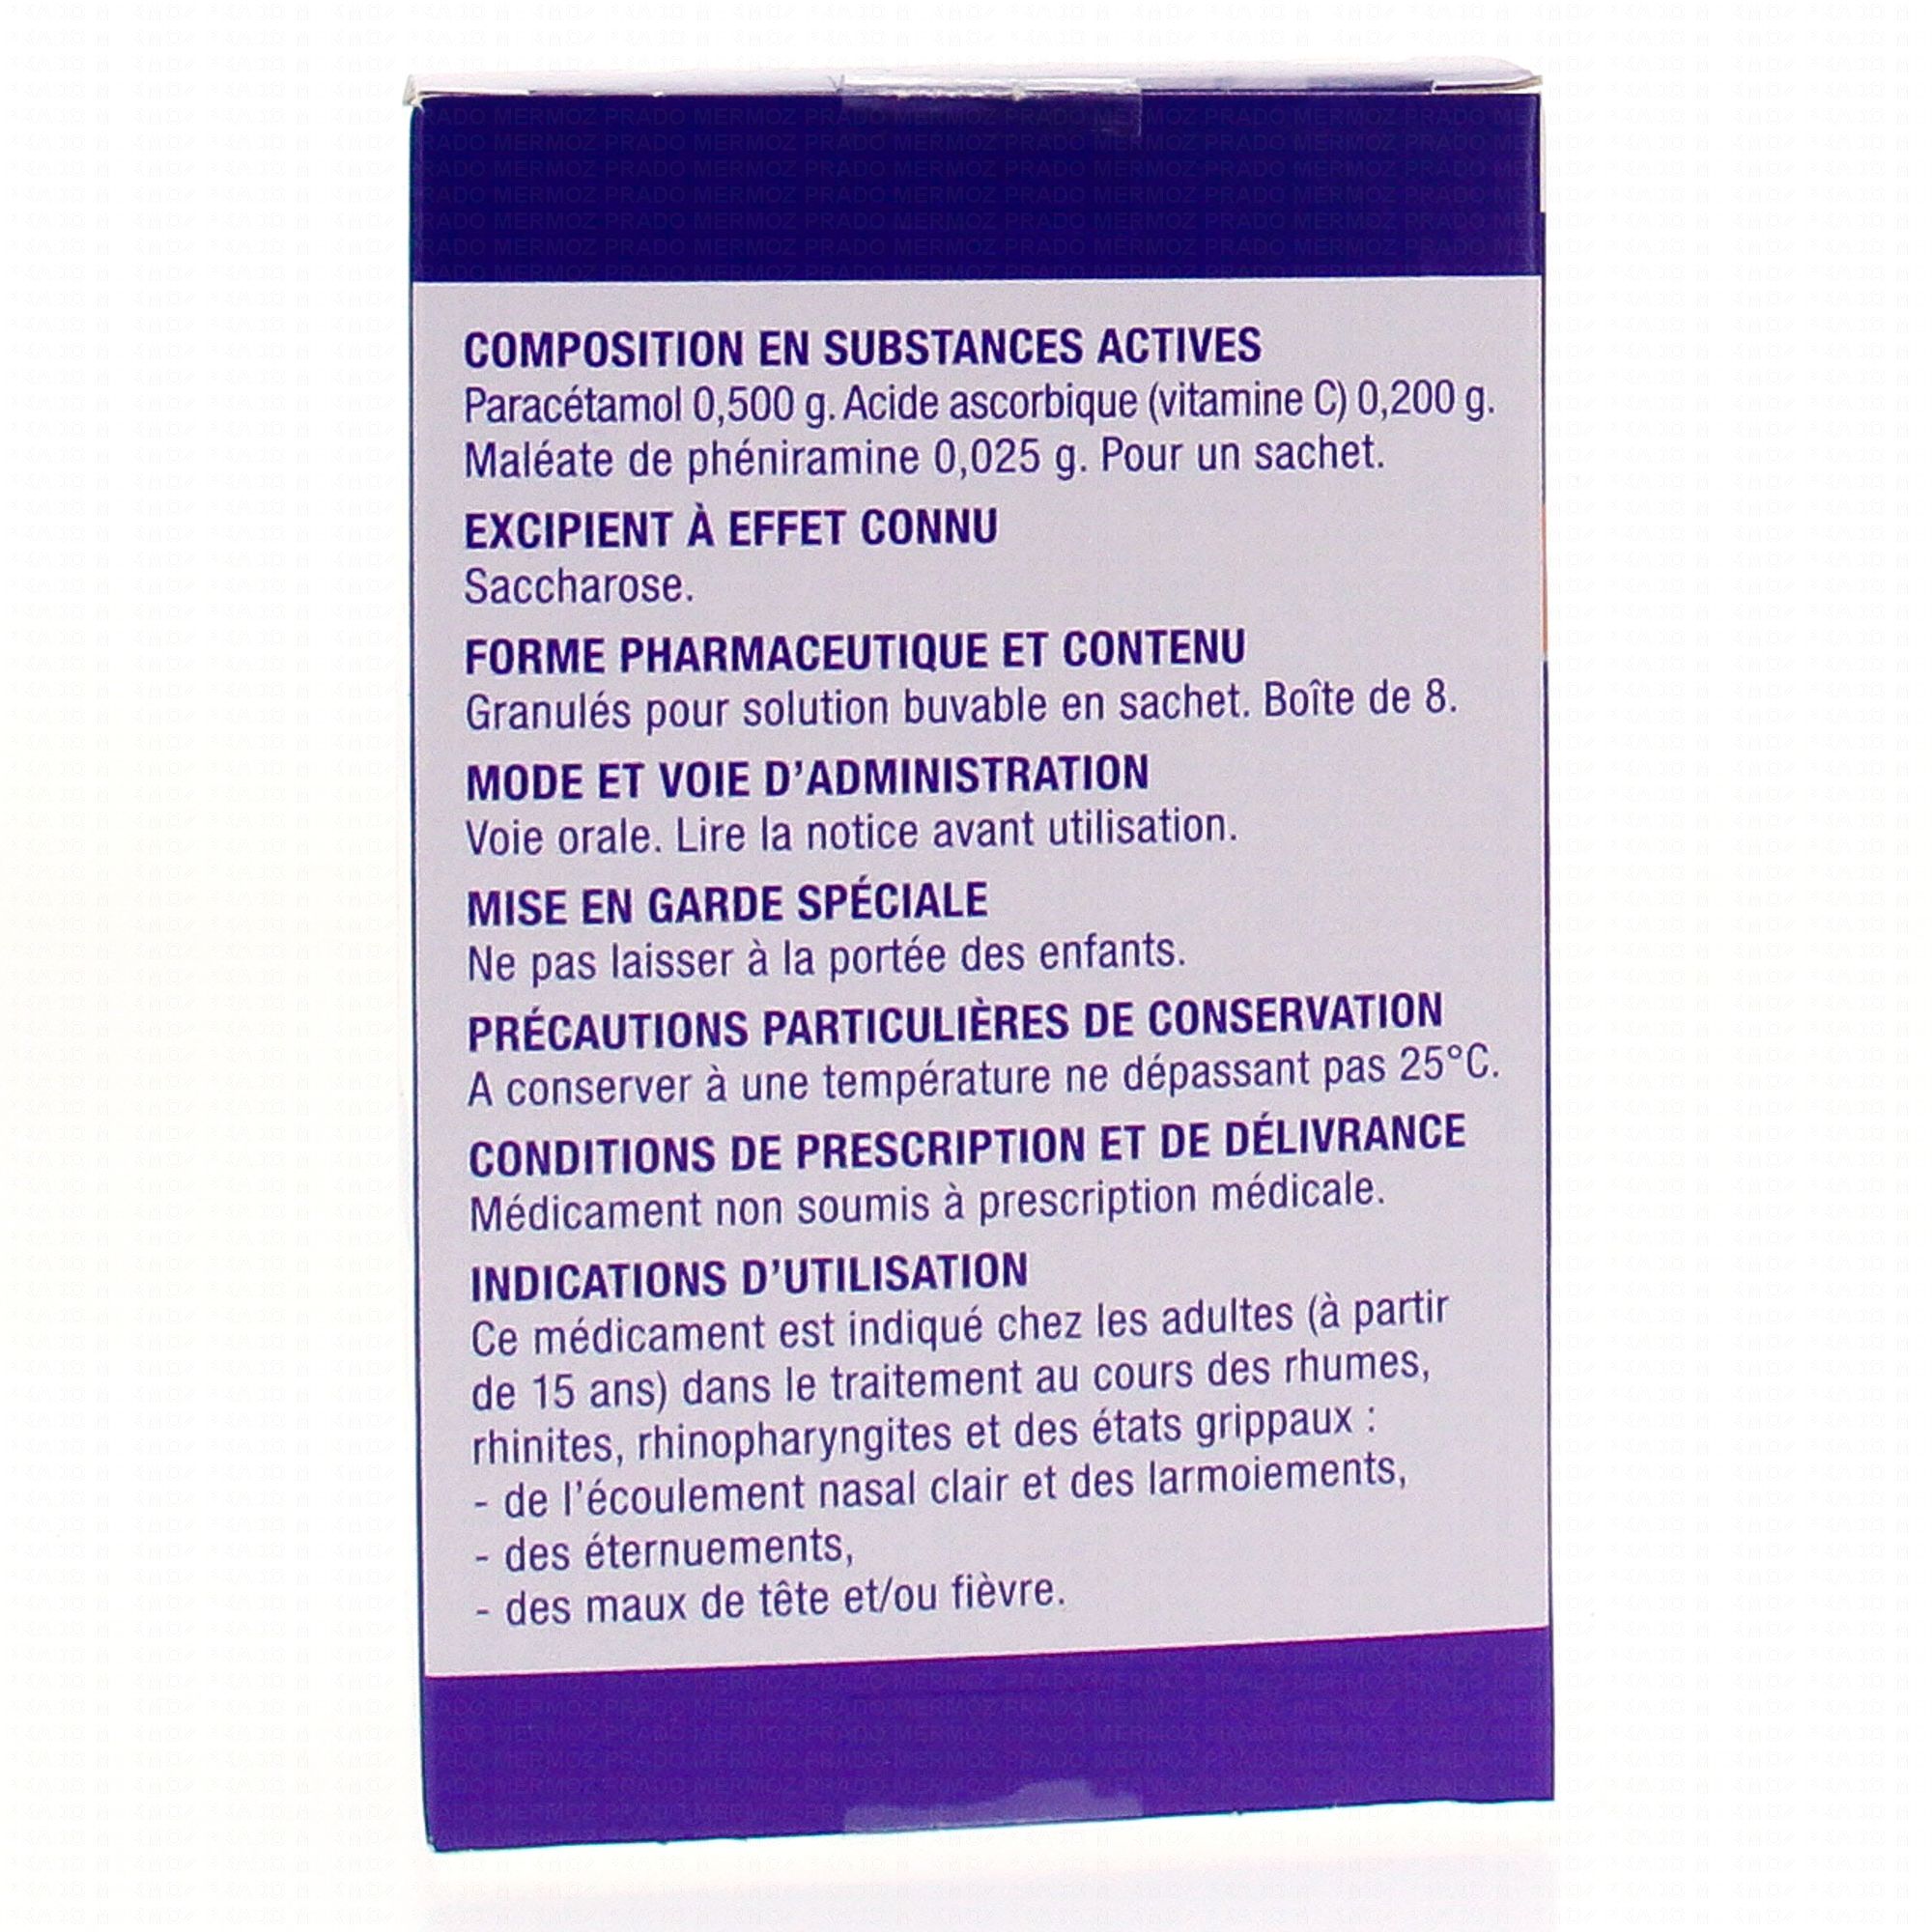 COMPOSITION EN SUBSTANCES ACTIVES
Paracétamol 0,500 g. Acide ascorbique (vitamine C) 0,200 g.
Maléate de phéniramine 0,025 g. Pour un sachet.
EXCIPIENT À EFFET CONNU
Saccharose.
FORME PHARMACEUTIQUE ET CONTENU
Granulés pour solution buvable en sachet. Boîte de 8.
MODE ET VOIE D'ADMINISTRATION
Voie orale. Lire la notice avant utilisation.
MISE EN GARDE SPÉCIALE
Ne pas laisser à la portée des enfants.
PRÉCAUTIONS PARTICULIÈRES DE CONSERVATION
A conserver à une température ne dépassant pas 25°C.
CONDITIONS DE PRESCRIPTION ET DE DÉLIVRANCE
Médicament non soumis à prescription médicale.
INDICATIONS D'UTILISATION
Ce médicament est indiqué chez les adultes (à partir
de 15 ans) dans le traitement au cours des rhumes,
rhinites, rhinopharyngites et des états grippaux :
- de l'écoulement nasal clair et des larmoiements,
- des éternuements,
- des maux de tête et/ou fièvre.